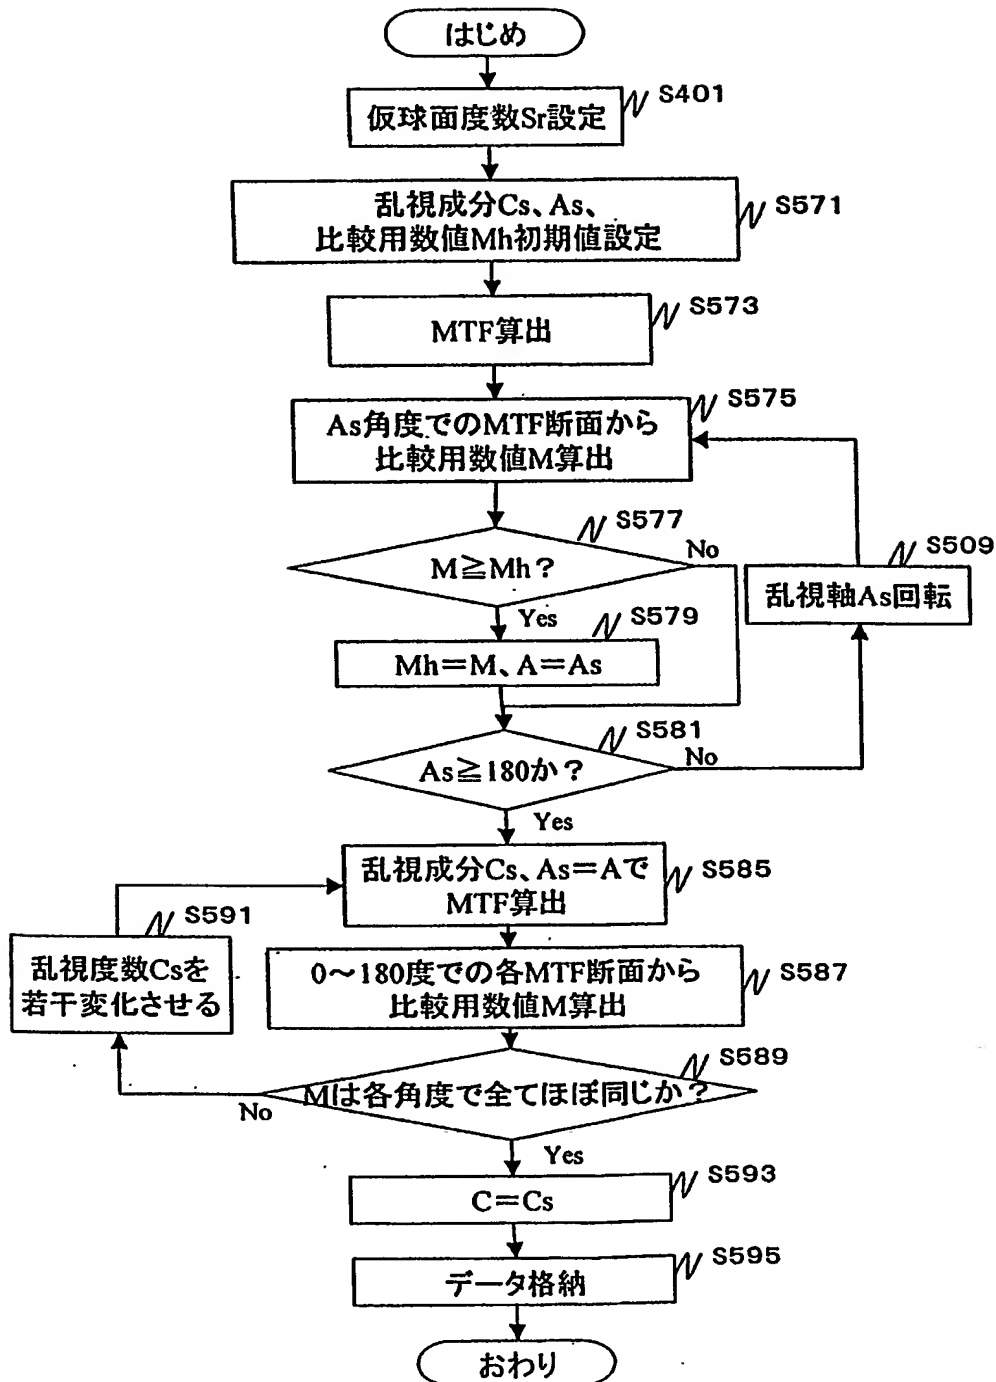 はじめ
仮球面度数Sr設定
S401
乱視成分Cs、As、
比較用数値Mh初期値設定
S571
MTF算出
S573
As角度でのMTF断面から
比較用数値M算出
S575
M≧Mh？
S577
No
Yes
乱視軸As回転
S509
Mh＝M、A＝As
S579
As≧180か？
S581
No
Yes
乱視成分Cs、As＝Aで
MTF算出
S585
乱視度数Csを
若干変化させる
S591
0～180度での各MTF断面から
比較用数値M算出
S587
Mは各角度で全てほぼ同じか？
S589
No
Yes
C＝Cs
S593
データ格納
S595
おわり